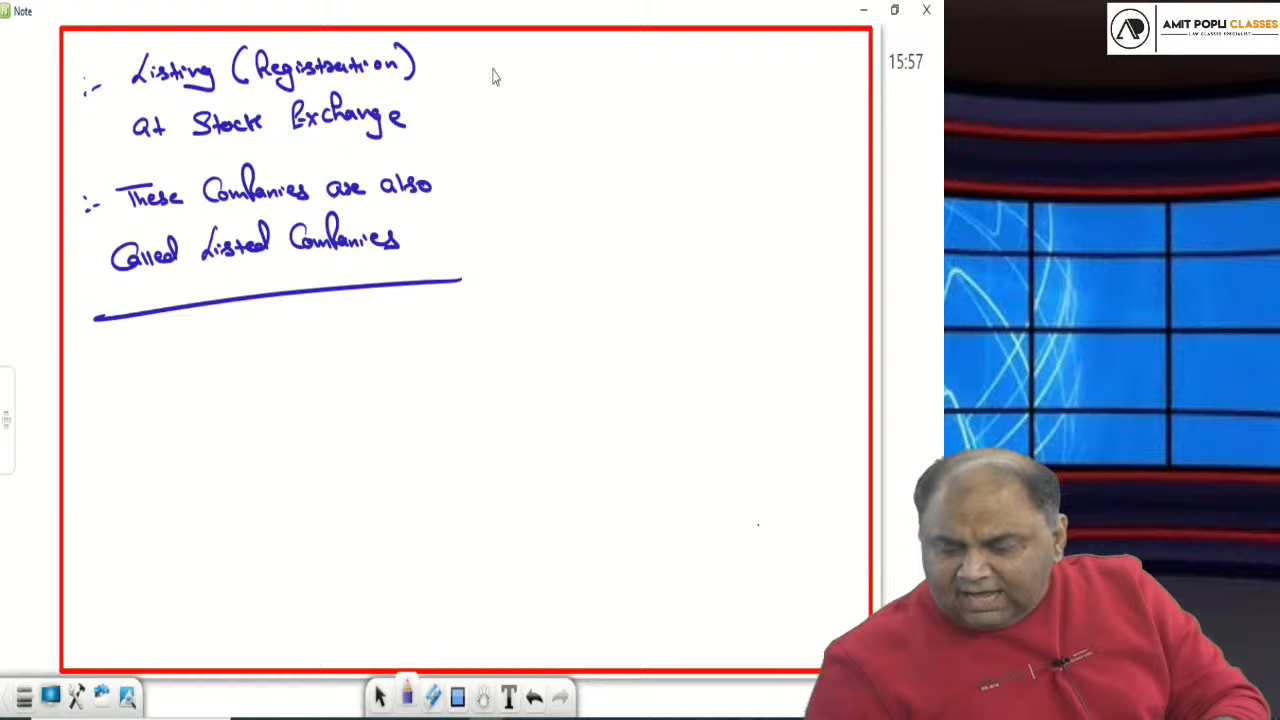 Note
AMIT POPLI CLASSES
LAW CLASSES SPECIALIST
15:57
:- Listing (Registration)
at Stock Exchange
:- These Companies are also
Called Listed Companies